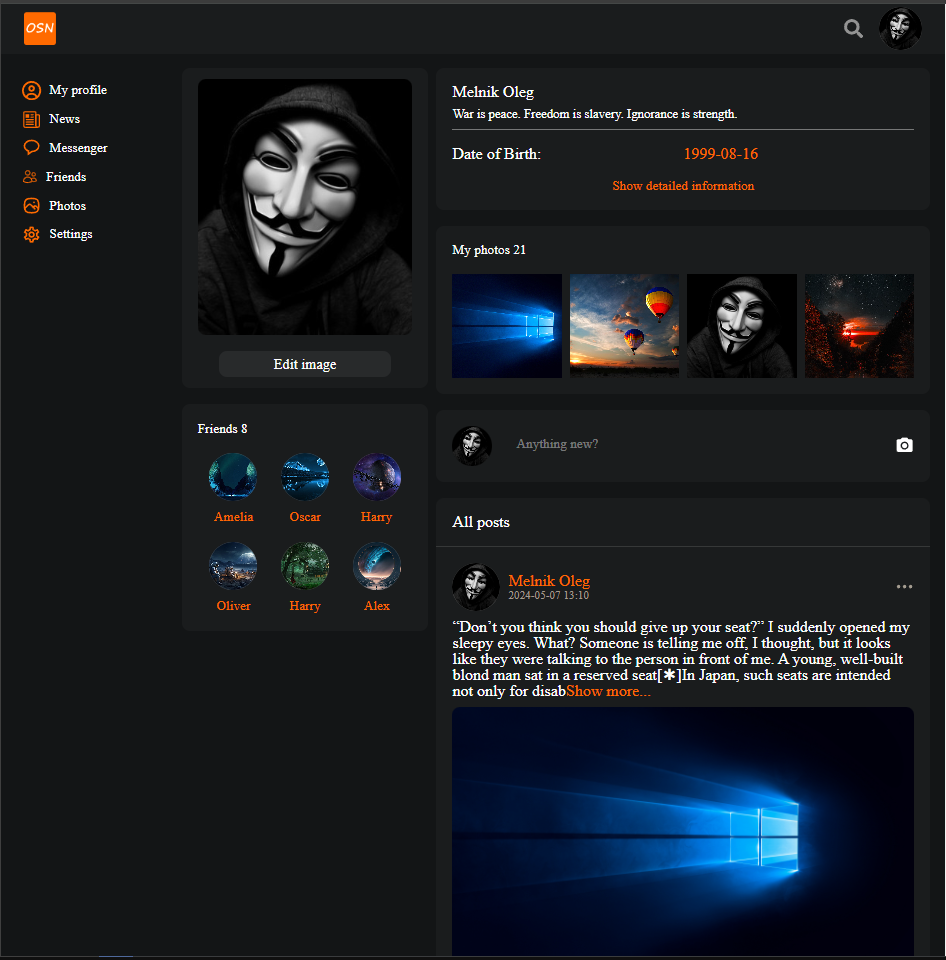 OSN
My profile
News
Messenger
Friends
Photos
Settings
Edit image
Friends 8
Amelia
Oscar
Harry
Oliver
Harry
Alex
Melnik Oleg
War is peace. Freedom is slavery. Ignorance is strength.
Date of Birth:
1999-08-16
Show detailed information
My photos 21
Anything new?
All posts
Melnik Oleg
2024-05-07 13:10
“Don’t you think you should give up your seat?” I suddenly opened my
sleepy eyes. What? Someone is telling me off, I thought, but it looks
like they were talking to the person in front of me. A young, well-built
blond man sat in a reserved seat[✱]In Japan, such seats are intended
not only for disabShow more...